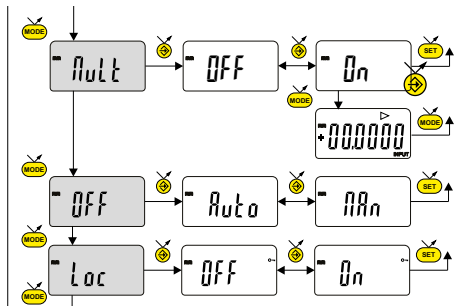 MODE
Mult OFF On SET
MODE
+00.0000 MODE
INPUT
MODE
OFF Auto MAn SET
MODE
Loc OFF On SET
MODE